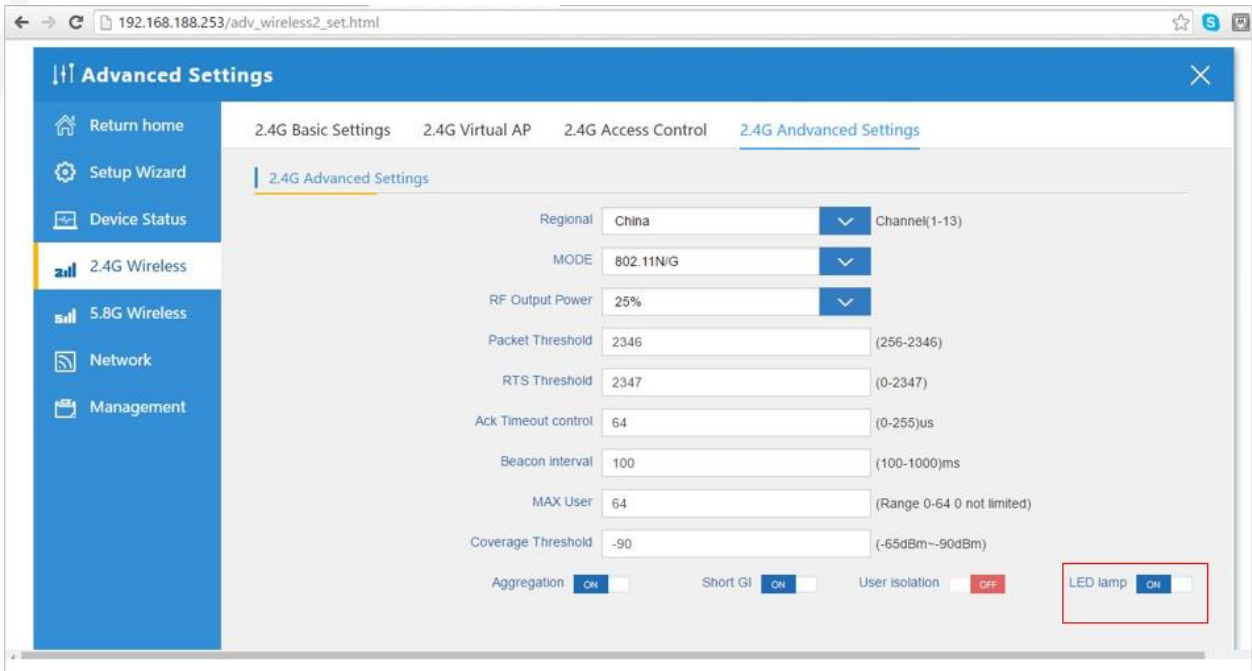 192.168.188.253/adv_wireless2_set.html
Advanced Settings
Return home
Setup Wizard
Device Status
2.4G Wireless
5.8G Wireless
Network
Management
2.4G Basic Settings 2.4G Virtual AP 2.4G Access Control 2.4G Andvanced Settings
2.4G Advanced Settings
Regional China Channel(1-13)
MODE 802.11N/G
RF Output Power 25%
Packet Threshold 2346 (256-2346)
RTS Threshold 2347 (0-2347)
Ack Timeout control 64 (0-255)us
Beacon interval 100 (100-1000)ms
MAX User 64 (Range 0-64 0 not limited)
Coverage Threshold -90 (-65dBm~-90dBm)
Aggregation ON Short GI ON User isolation OFF LED lamp ON